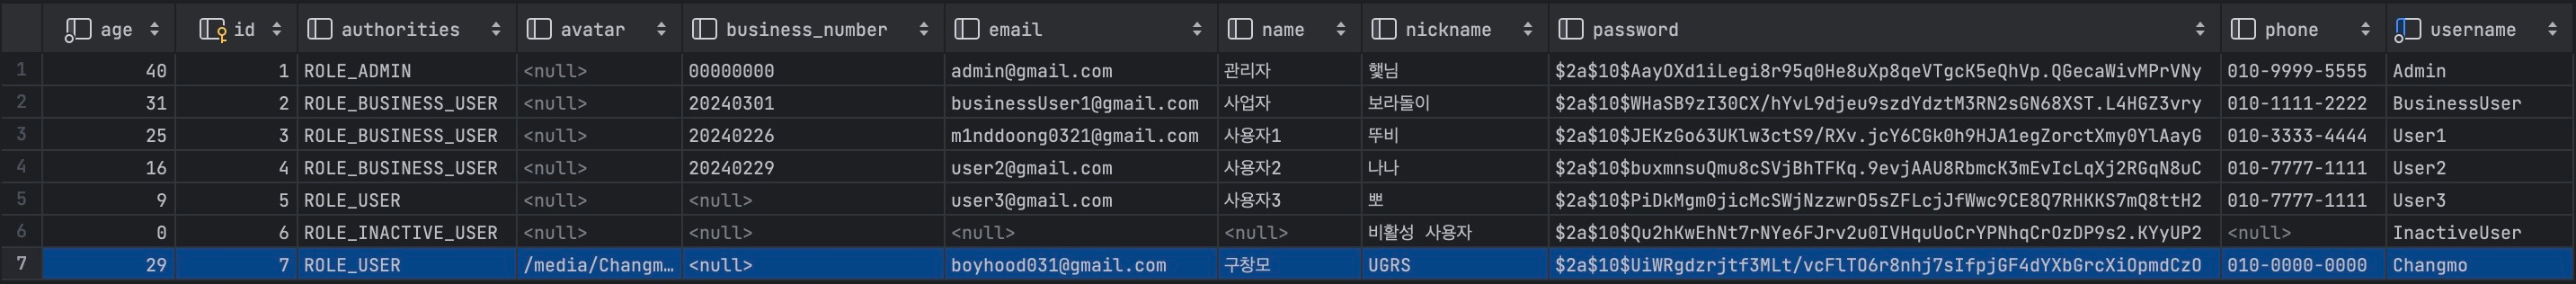 age id authorities avatar business_number email name nickname password phone username
1 40 1 ROLE_ADMIN <null> 00000000 admin@gmail.com 관리자 햋님 $2a$10$AayOXd1iLegi8r95q0He8uXp8qeVTgcK5eQhVp.QGecaWivMPrVNy 010-9999-5555 Admin
2 31 2 ROLE_BUSINESS_USER <null> 20240301 businessUser1@gmail.com 사업자 보라돌이 $2a$10$WHaSB9zI30CX/hYvL9djeu9szdYdztM3RN2sGN68XST.L4HGZ3vry 010-1111-2222 BusinessUser
3 25 3 ROLE_BUSINESS_USER <null> 20240226 m1nddoong0321@gmail.com 사용자1 뚜비 $2a$10$JEKzGo63UKlw3ctS9/RXv.jcY6CGk0h9HJA1egZorctXmy0YlAayG 010-3333-4444 User1
4 16 4 ROLE_BUSINESS_USER <null> 20240229 user2@gmail.com 사용자2 나나 $2a$10$buxmnsuQmu8cSVjBhTFKq.9evjAAU8RbmcK3mEvIcLqXj2RGqN8uC 010-7777-1111 User2
5 9 5 ROLE_USER <null> <null> user3@gmail.com 사용자3 뽀 $2a$10$PiDkMgm0jicMcSWjNzzwrO5sZFLcjJfWwc9CE8Q7RHKKS7mQ8ttH2 010-7777-1111 User3
6 0 6 ROLE_INACTIVE_USER <null> <null> <null> <null> 비활성 사용자 $2a$10$Qu2hKwEhNt7rNYe6FJrv2u0IVHquUoCrYPNhqCrOzDP9s2.KYyUP2 <null> InactiveUser
7 29 7 ROLE_USER /media/Changm… <null> boyhood031@gmail.com 구창모 UGRS $2a$10$UiWRgdzrjtf3MLt/vcFlTO6r8nhj7sIfpjGF4dYXbGrcXiOpmdCzO 010-0000-0000 Changmo